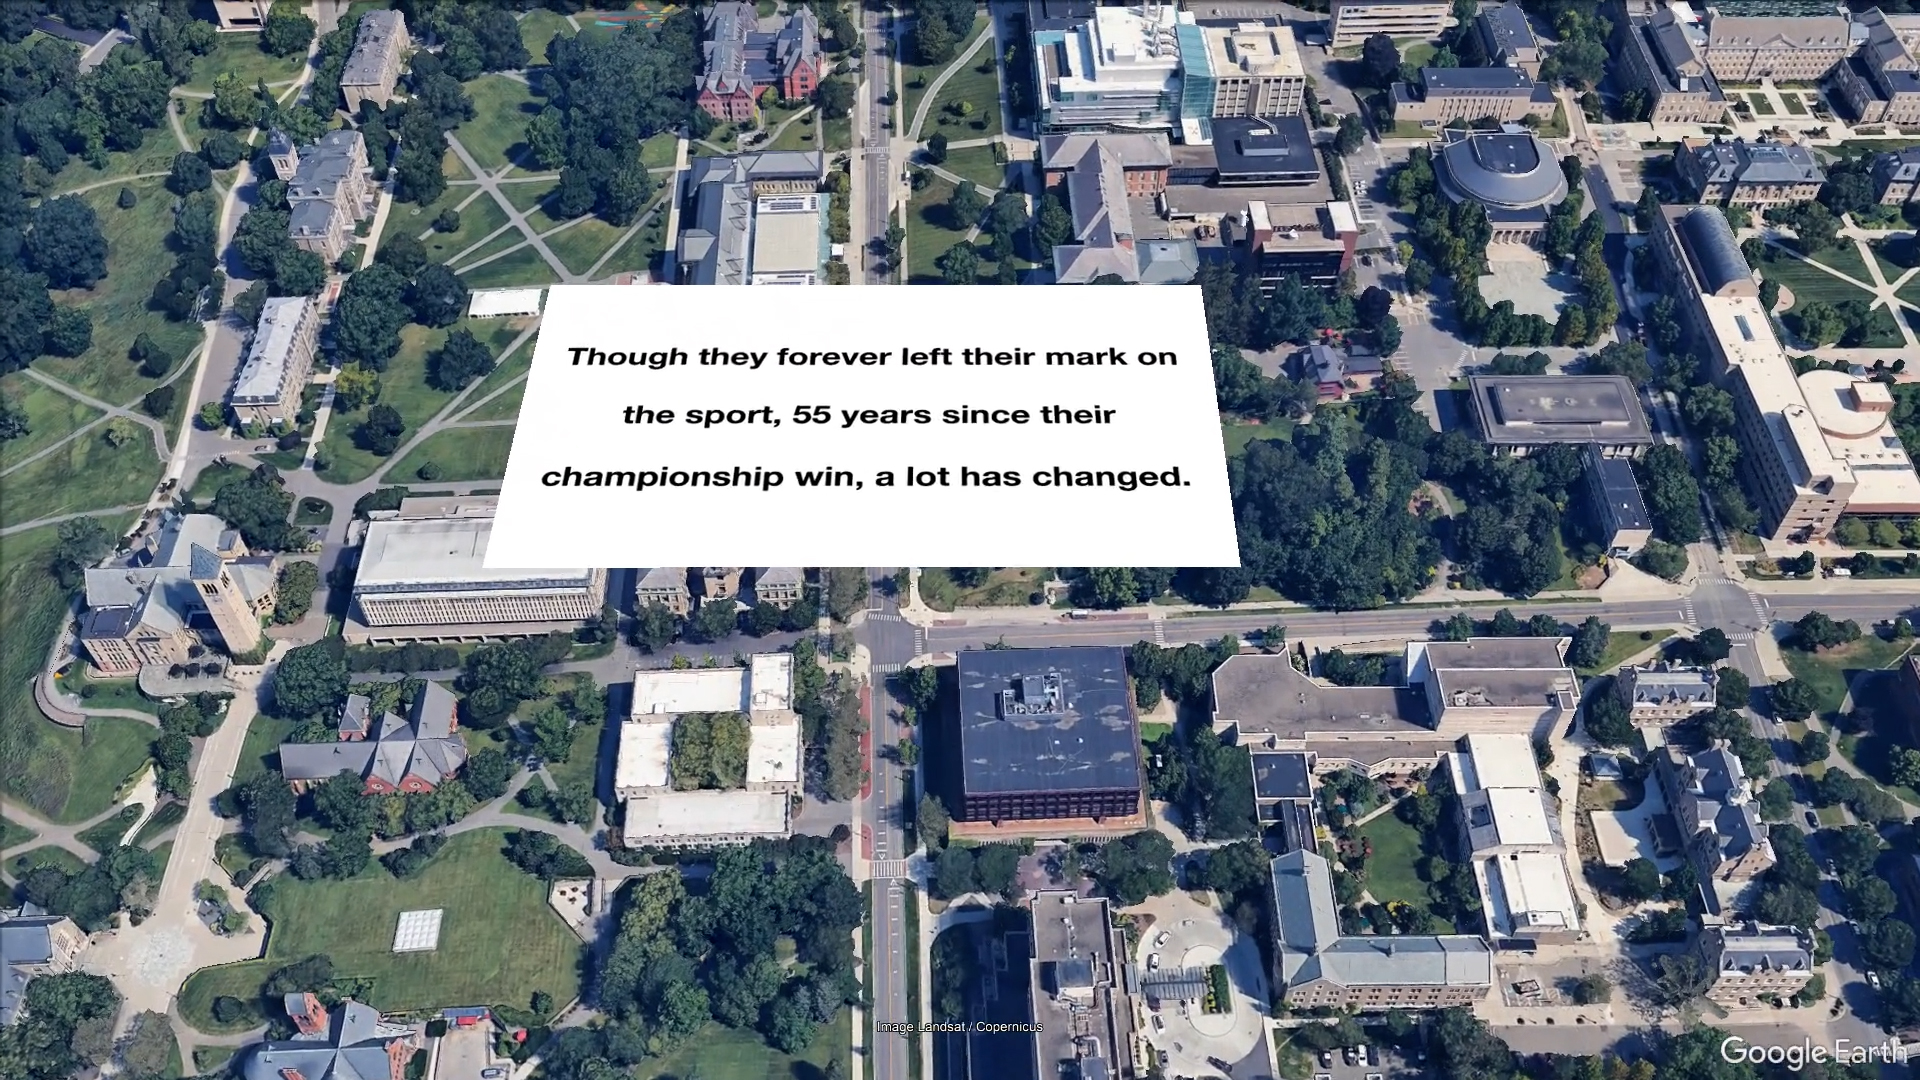 Though they forever left their mark on
the sport, 55 years since their
championship win, a lot has changed.
Image Landsat / Copernicus
Google Earth